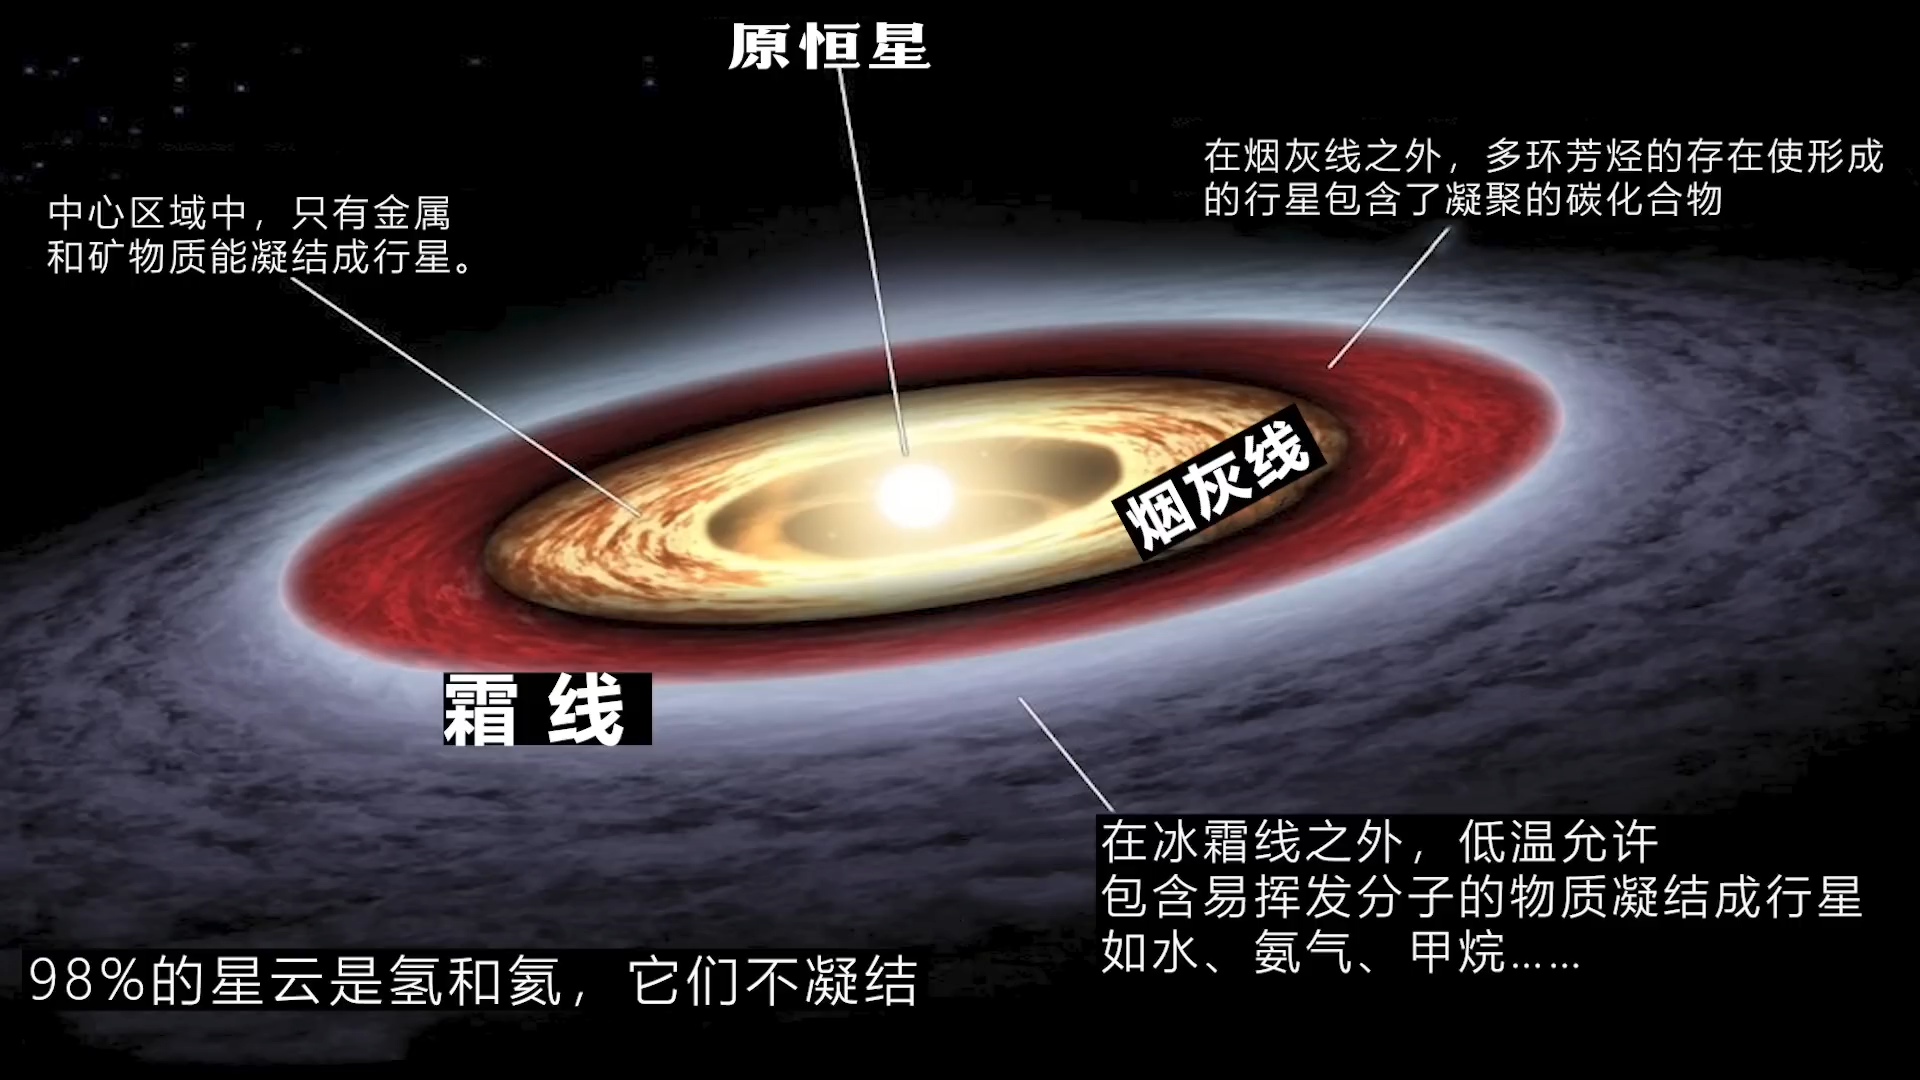 原恒星
在烟灰线之外，多环芳烃的存在使形成
的行星包含了凝聚的碳化合物
中心区域中，只有金属
和矿物质能凝结成行星。
烟灰线
霜 线
在冰霜线之外，低温允许
包含易挥发分子的物质凝结成行星
如水、氨气、甲烷……
98%的星云是氢和氦，它们不凝结